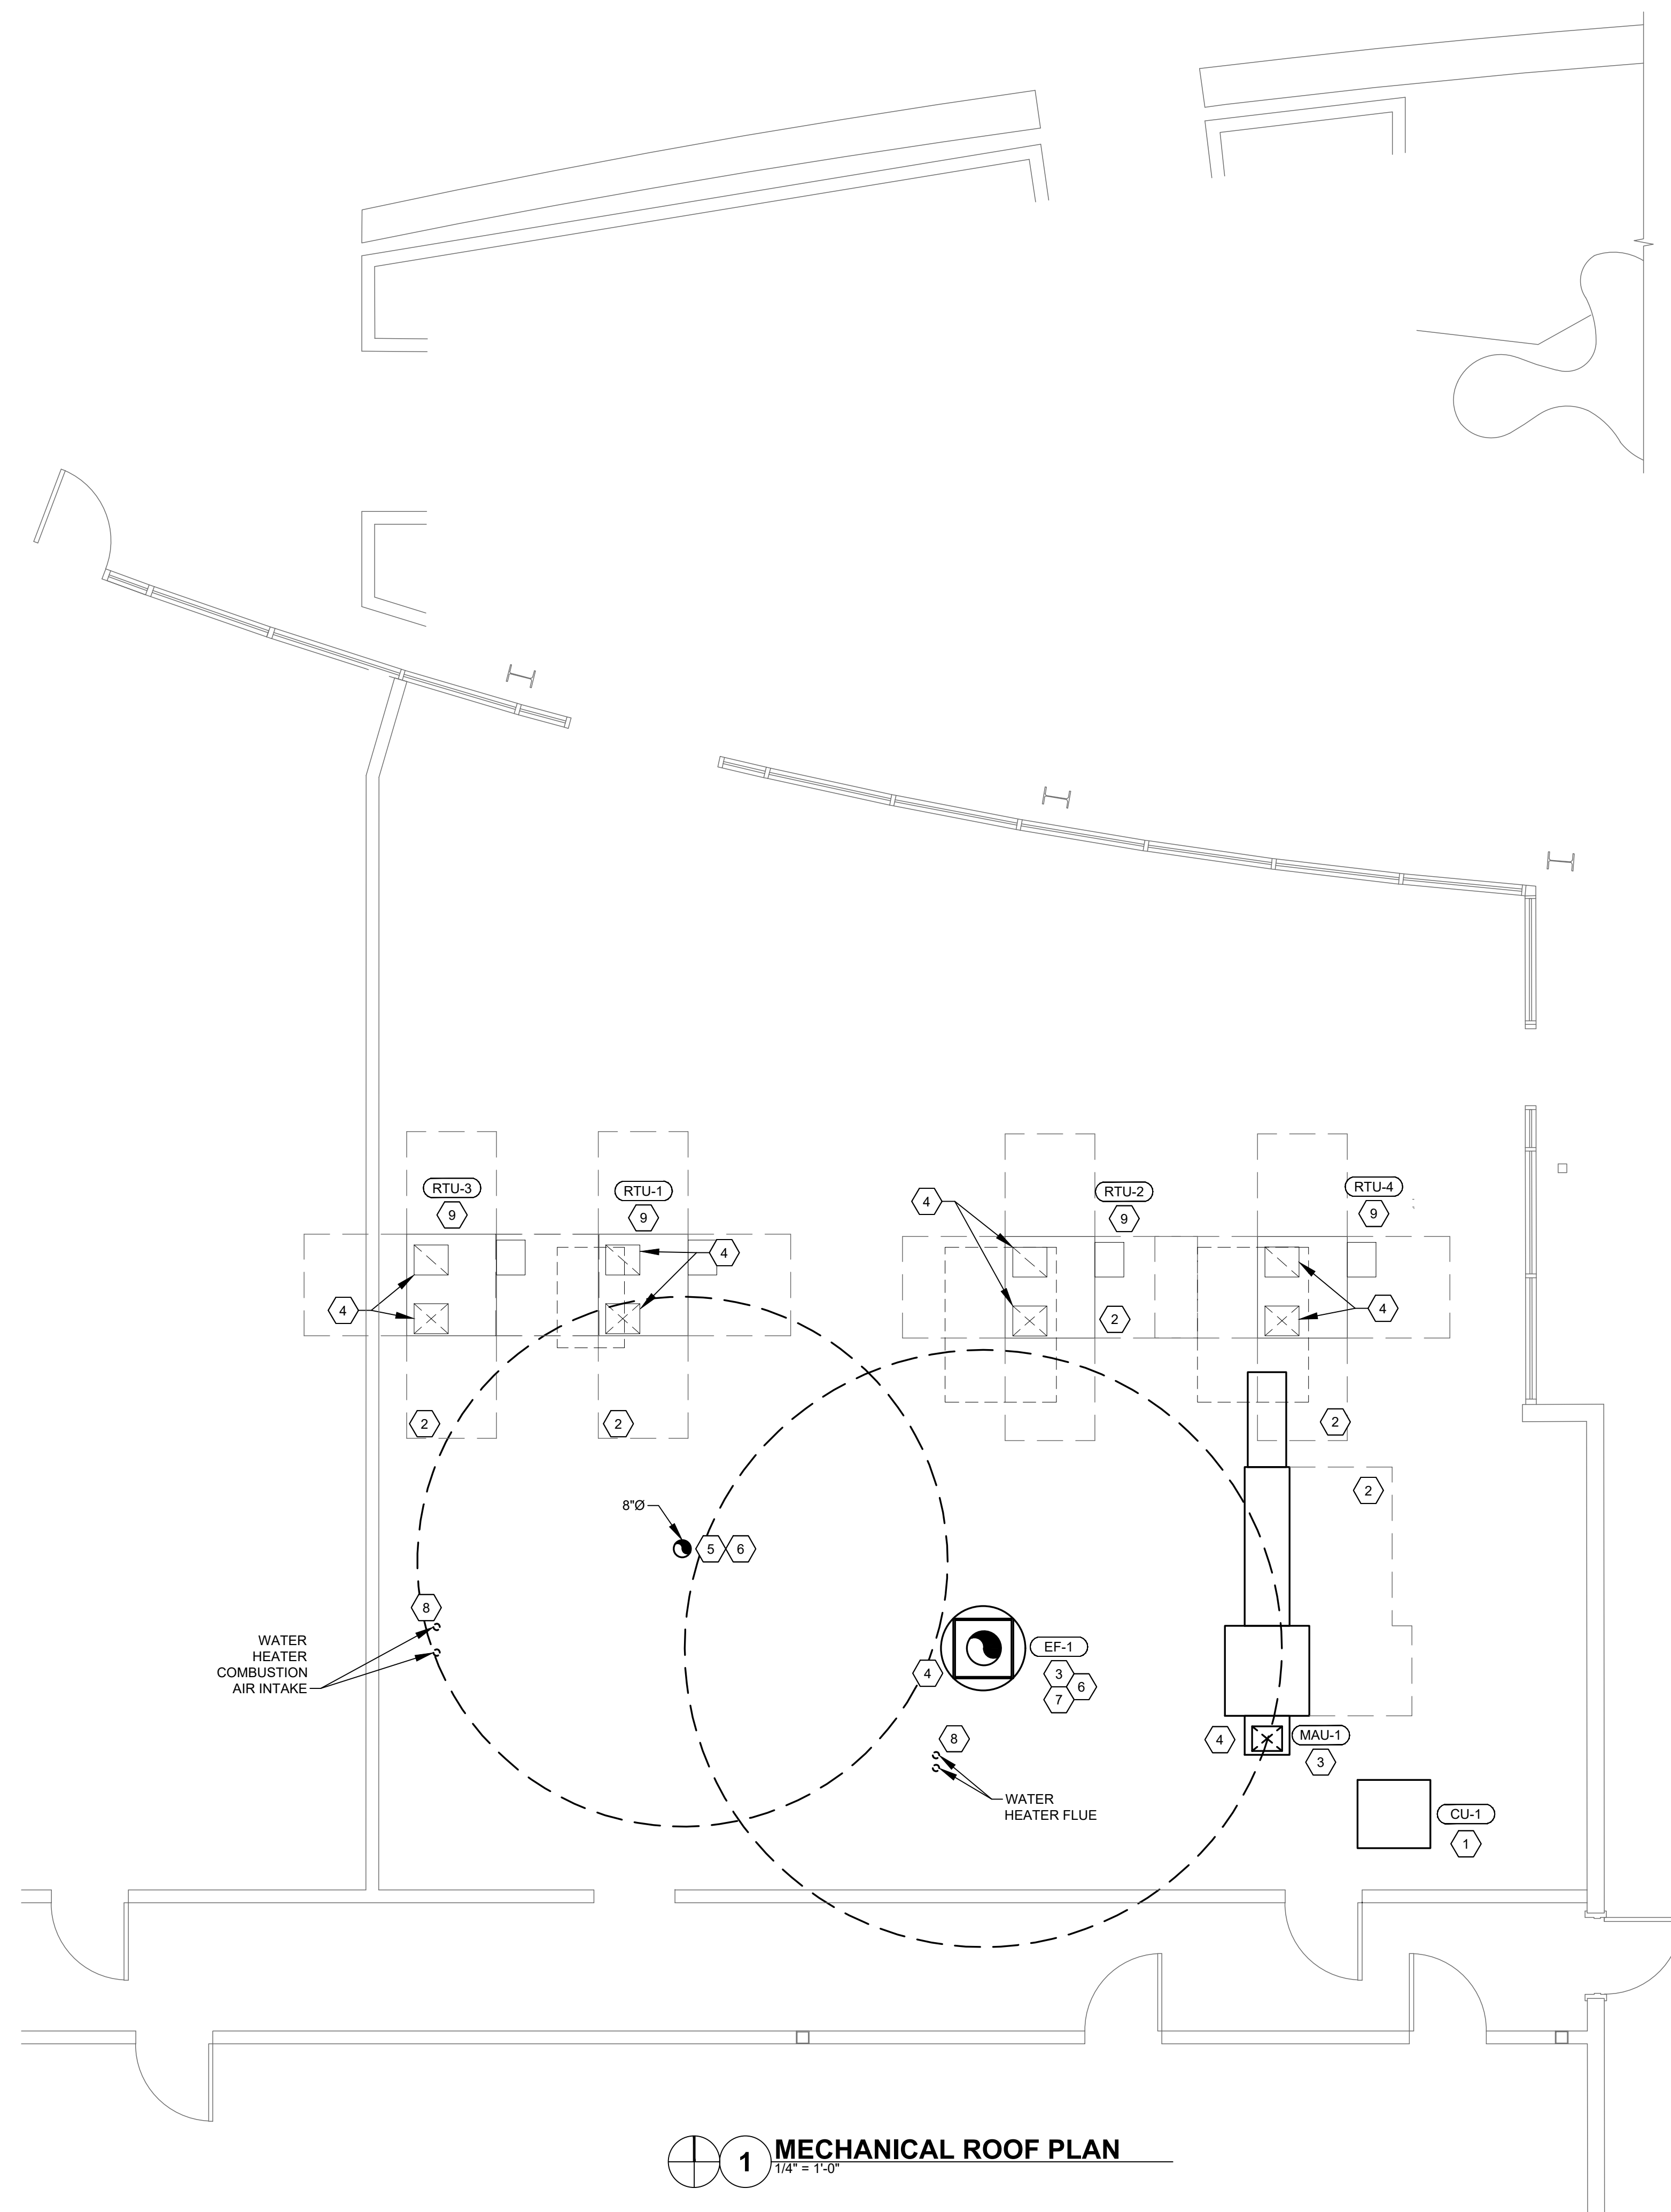 RTU-3
9
RTU-1
9
4
RTU-2
9
RTU-4
9
4
4
2
4
2
2
2
2
8"Ø
5
6
8
WATER
HEATER
COMBUSTION
AIR INTAKE
4
EF-1
3
6
7
8
WATER
HEATER FLUE
4
MAU-1
3
CU-1
1
1
MECHANICAL ROOF PLAN
1/4" = 1'-0"